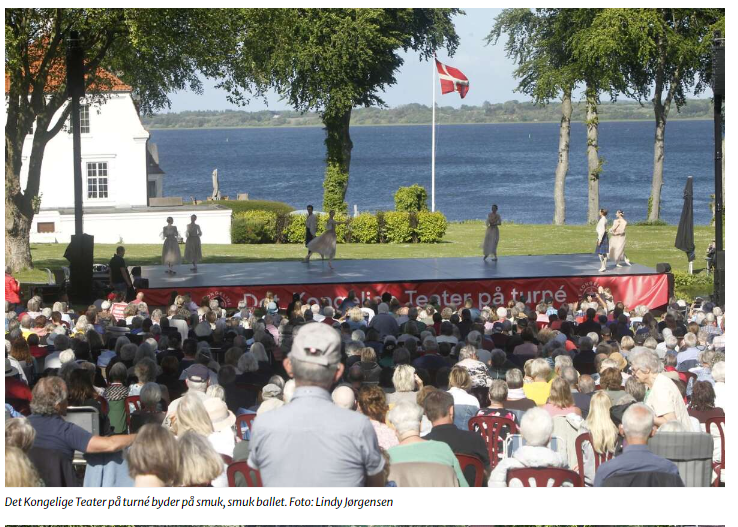 Det Kongelige Teater på turné
Det Kongelige Teater på turné byder på smuk, smuk ballet. Foto: Lindy Jørgensen